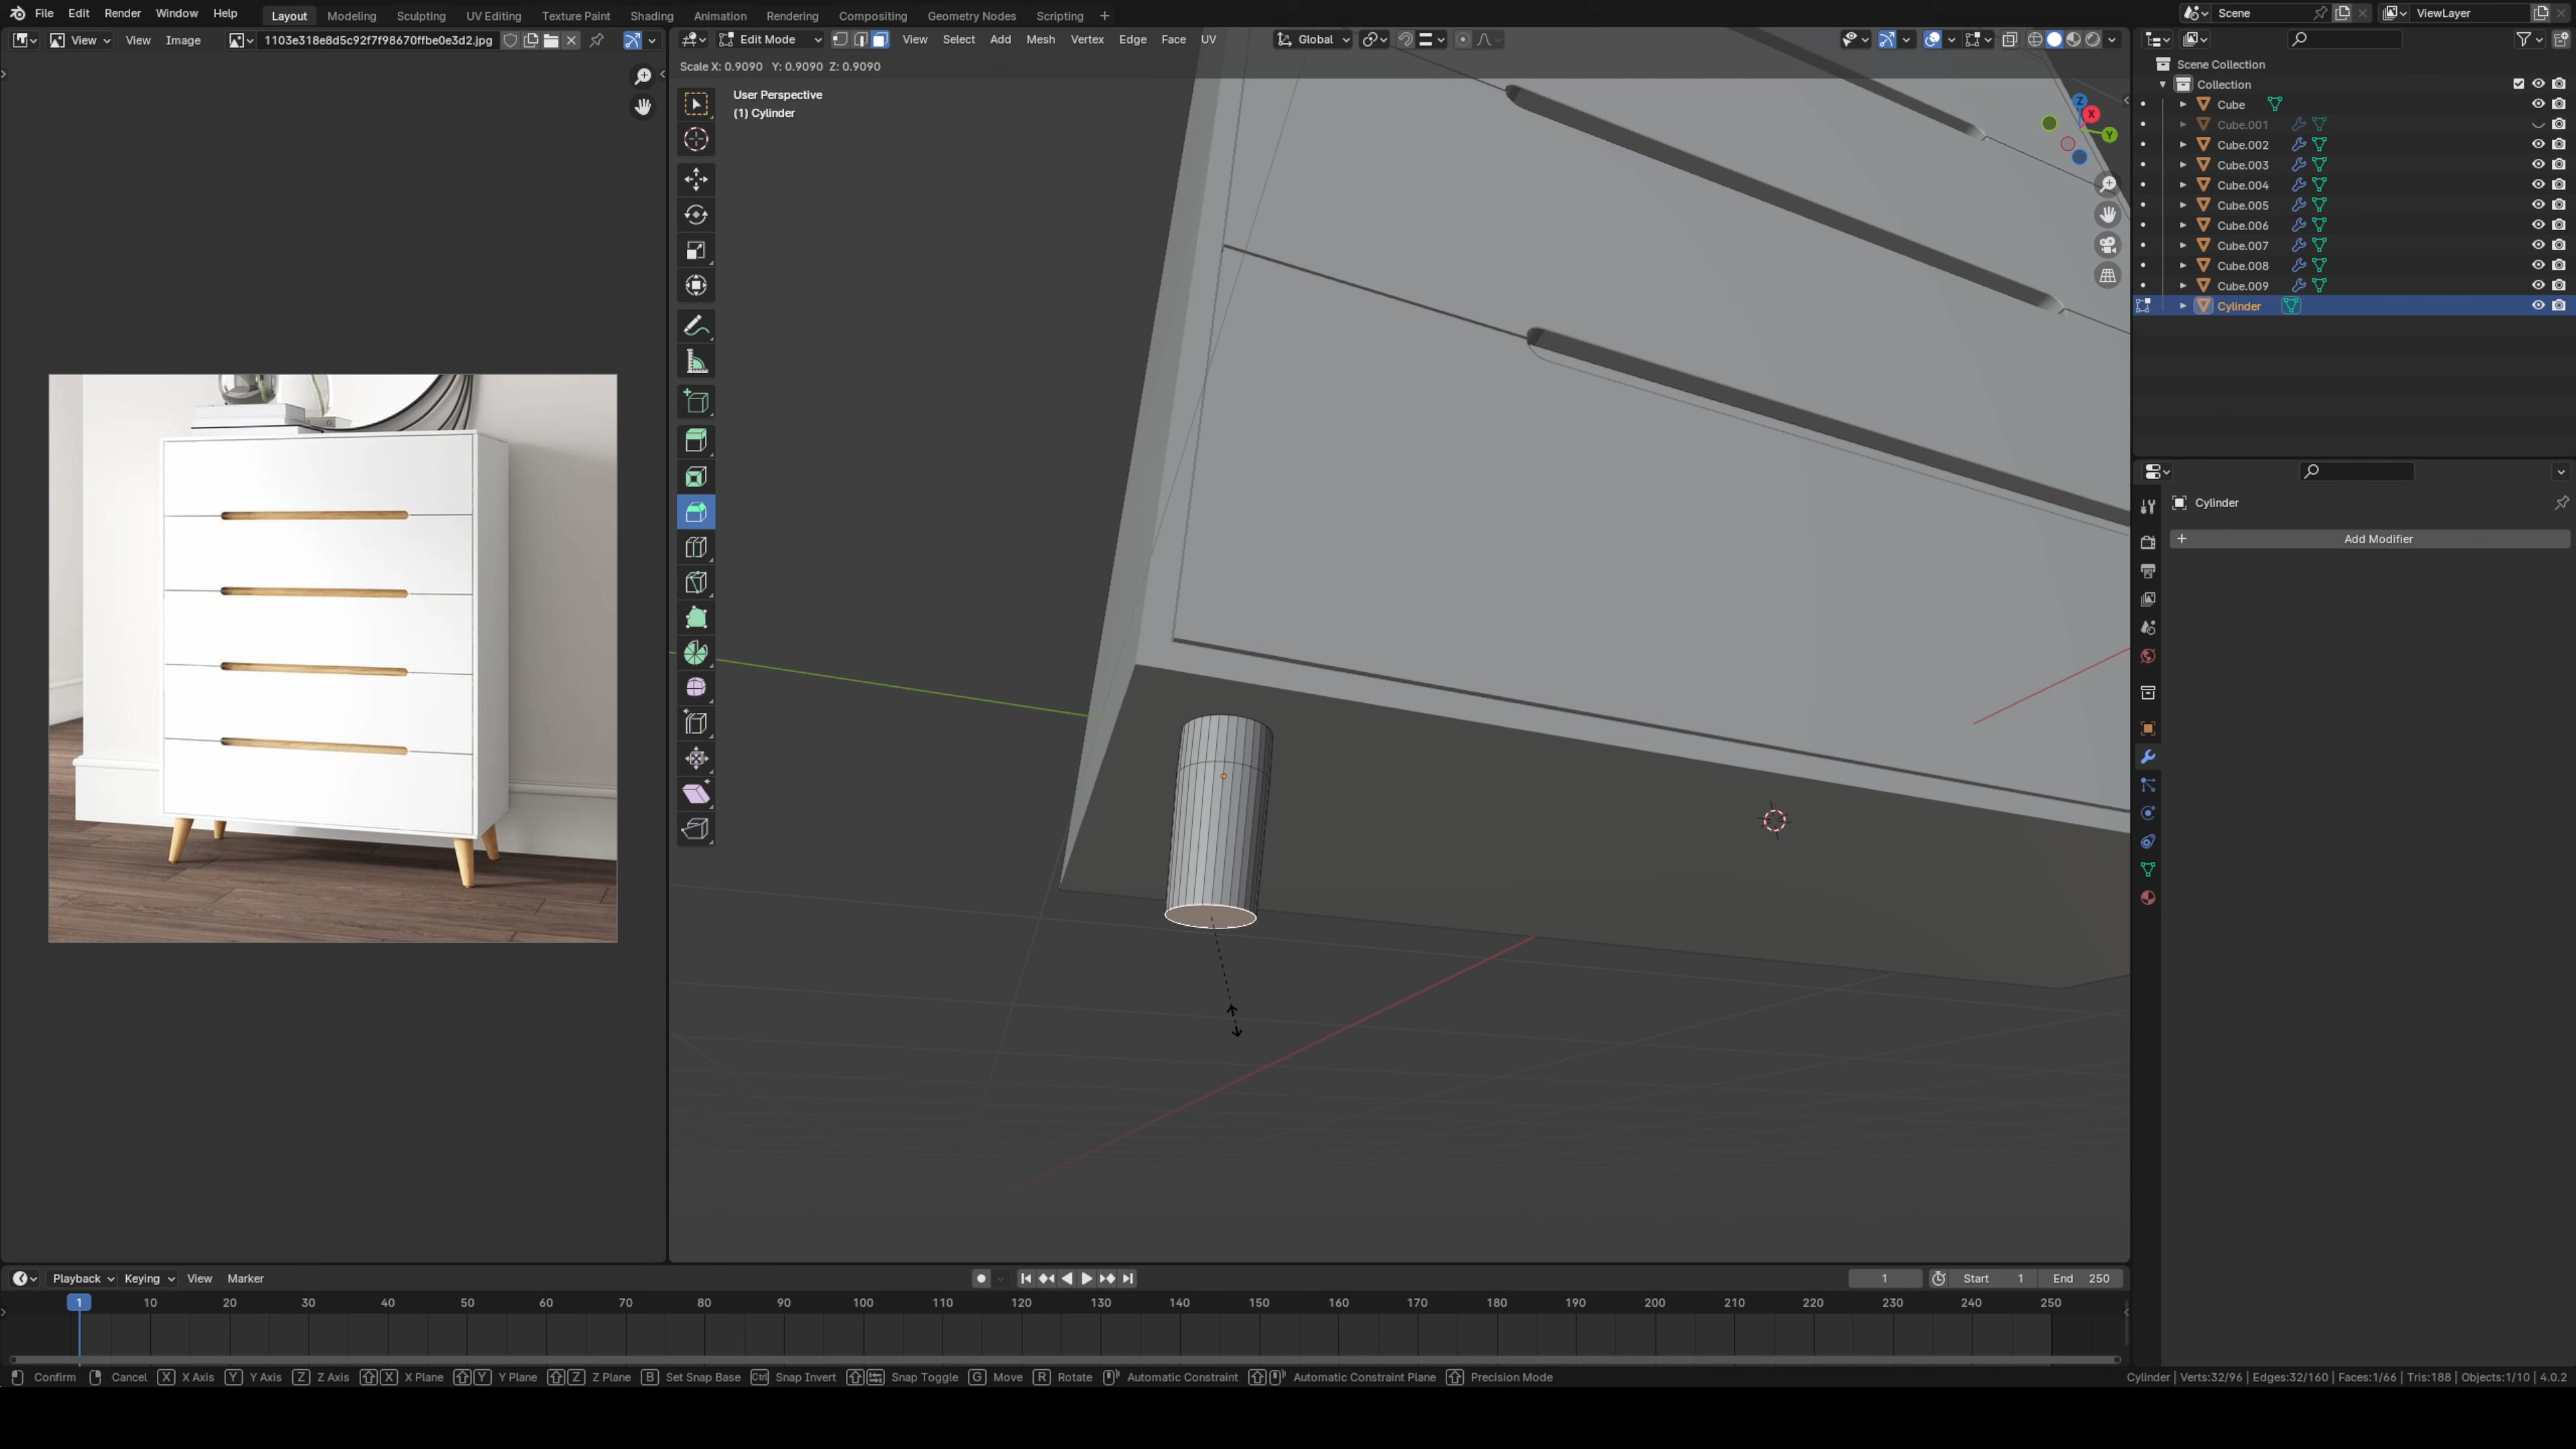 File Edit Render Window Help Layout Modeling Sculpting UV Editing Texture Paint Shading Animation Rendering Compositing Geometry Nodes Scripting + Scene ViewLayer
View View Image 1103e318e8d5c92f7f98670ffbe0e3d2.jpg Edit Mode View Select Add Mesh Vertex Edge Face UV Global
Scale X: 0.9090 Y: 0.9090 Z: 0.9090
User Perspective
(1) Cylinder
Z
X
Y
Scene Collection
Collection
Cube
Cube.001
Cube.002
Cube.003
Cube.004
Cube.005
Cube.006
Cube.007
Cube.008
Cube.009
Cylinder
Cylinder
+ Add Modifier
Playback Keying View Marker 1 Start 1 End 250
1 10 20 30 40 50 60 70 80 90 100 110 120 130 140 150 160 170 180 190 200 210 220 230 240 250
Confirm Cancel X X Axis Y Y Axis Z Z Axis X X Plane Y Y Plane Z Z Plane B Set Snap Base Ctrl Snap Invert Snap Toggle G Move R Rotate Automatic Constraint Automatic Constraint Plane Precision Mode Cylinder | Verts:32/96 | Edges:32/160 | Faces:1/66 | Tris:188 | Objects:1/10 | 4.0.2